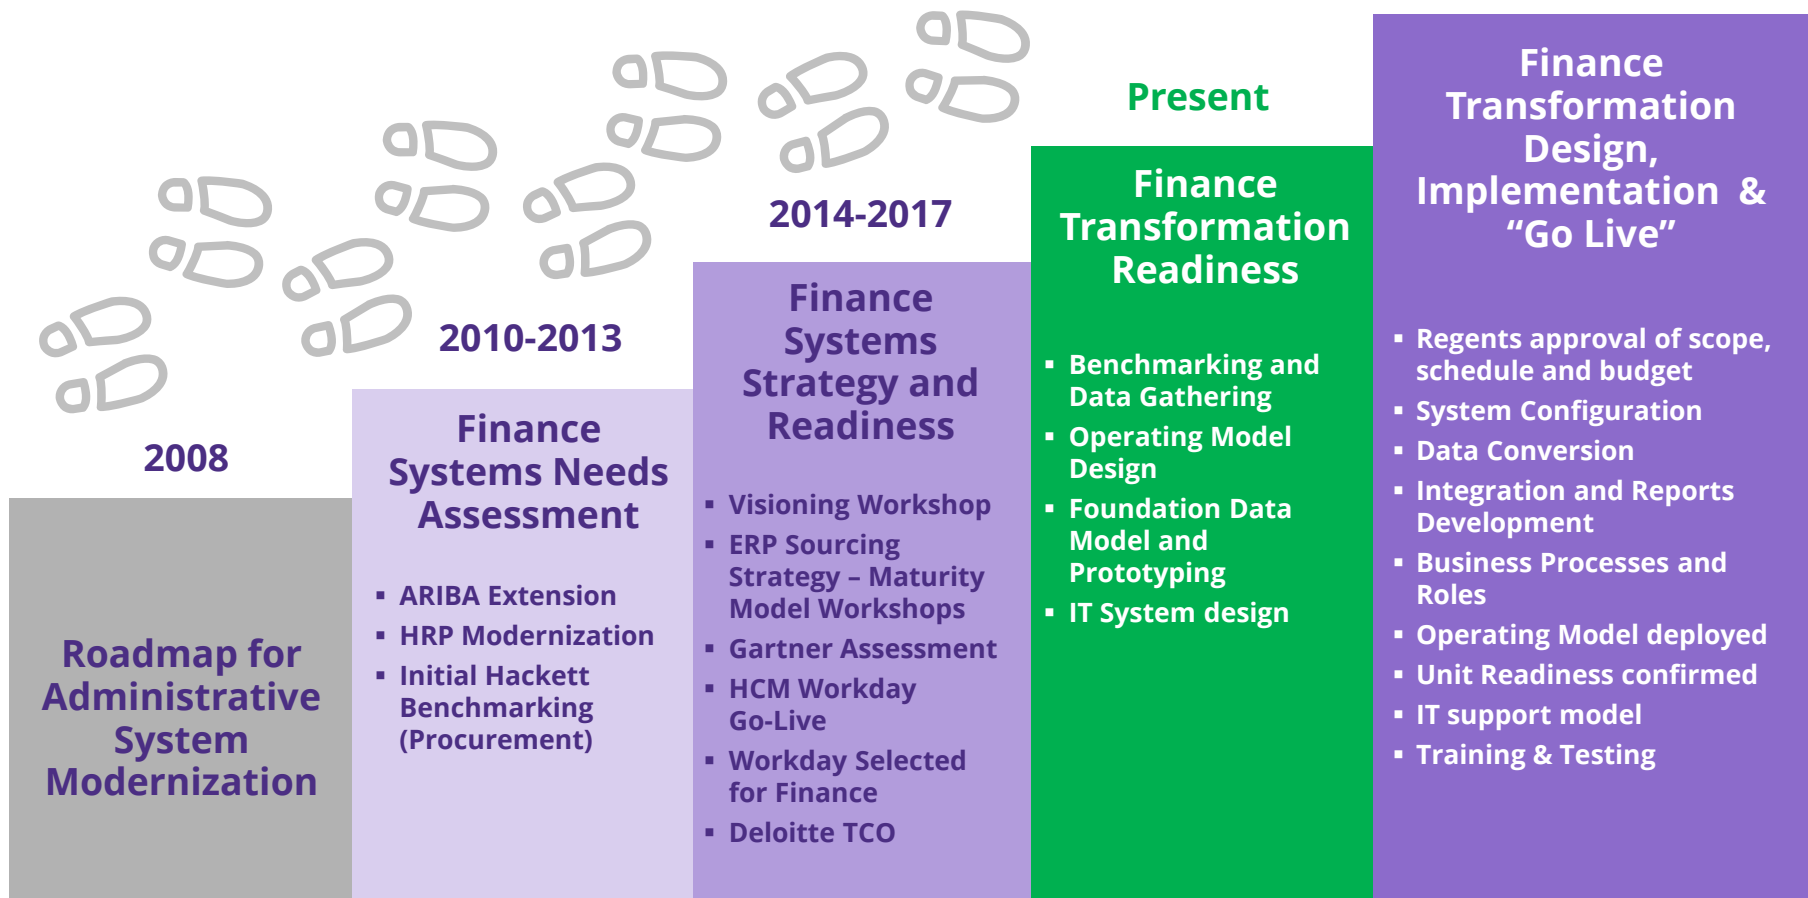 2008
Roadmap for
Administrative
System
Modernization
2010-2013
Finance
Systems Needs
Assessment
▪ ARIBA Extension
▪ HRP Modernization
▪ Initial Hackett
Benchmarking
(Procurement)
2014-2017
Finance
Systems
Strategy and
Readiness
▪ Visioning Workshop
▪ ERP Sourcing
Strategy – Maturity
Model Workshops
▪ Gartner Assessment
▪ HCM Workday
Go-Live
▪ Workday Selected
for Finance
▪ Deloitte TCO
Present
Finance
Transformation
Readiness
▪ Benchmarking and
Data Gathering
▪ Operating Model
Design
▪ Foundation Data
Model and
Prototyping
▪ IT System design
Finance
Transformation
Design,
Implementation &
“Go Live”
▪ Regents approval of scope,
schedule and budget
▪ System Configuration
▪ Data Conversion
▪ Integration and Reports
Development
▪ Business Processes and
Roles
▪ Operating Model deployed
▪ Unit Readiness confirmed
▪ IT support model
▪ Training & Testing